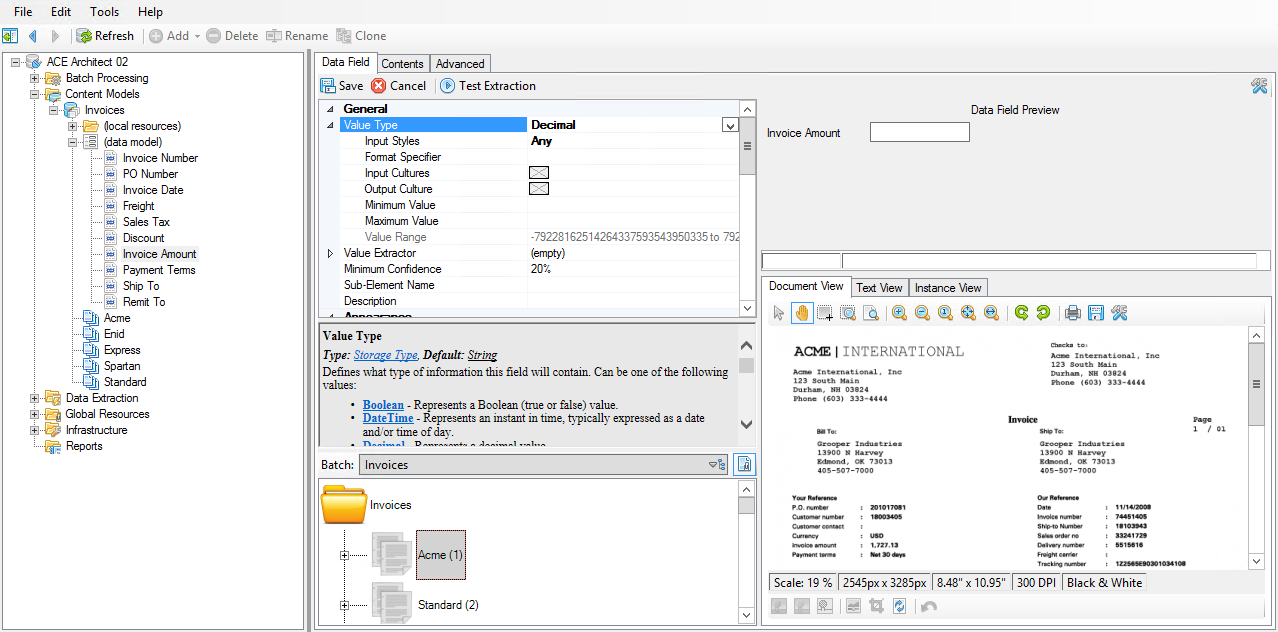 File Edit Tools Help
Refresh Add Delete Rename Clone
ACE Architect 02
Batch Processing
Content Models
Invoices
(local resources)
(data model)
Invoice Number
PO Number
Invoice Date
Freight
Sales Tax
Discount
Invoice Amount
Payment Terms
Ship To
Remit To
Acme
Enid
Express
Spartan
Standard
Data Extraction
Global Resources
Infrastructure
Reports
Data Field Contents Advanced
Save Cancel Test Extraction
General
Value Type Decimal
Input Styles Any
Format Specifier
Input Cultures
Output Culture
Minimum Value
Maximum Value
Value Range -79228162514264337593543950335 to 792
Value Extractor (empty)
Minimum Confidence 20%
Sub-Element Name
Description
Appearance
Value Type
Type: Storage Type, Default: String
Defines what type of information this field will contain. Can be one of the following
values:
• Boolean - Represents a Boolean (true or false) value.
• DateTime - Represents an instant in time, typically expressed as a date
and/or time of day.
• Decimal - Represents a decimal value.
Batch: Invoices
Invoices
Acme (1)
Standard (2)
Data Field Preview
Invoice Amount
Document View Text View Instance View
ACME | INTERNATIONAL
Acme International, Inc
123 South Main
Durham, NH 03824
Phone (603) 333-4444
Checks to:
Acme International, Inc
123 South Main
Durham, NH 03824
Phone (603) 333-4444
Invoice
Page
1 / 01
Bill To:
Grooper Industries
13900 N Harvey
Edmond, OK 73013
405-507-7000
Ship To:
Grooper Industries
13900 N Harvey
Edmond, OK 73013
405-507-7000
Your Reference
P.O. number : 201017081
Customer number : 18003405
Customer contact :
Currency : USD
Invoice amount : 1,727.13
Payment terms : Net 30 days
Our Reference
Date : 11/14/2008
Invoice number : 74451405
Ship-to Number : 18103943
Sales order no : 33241729
Delivery number : 5515616
Freight carrier :
Tracking number : 1Z2565E90301034108
Scale: 19 % 2545px x 3285px 8.48" x 10.95" 300 DPI Black & White